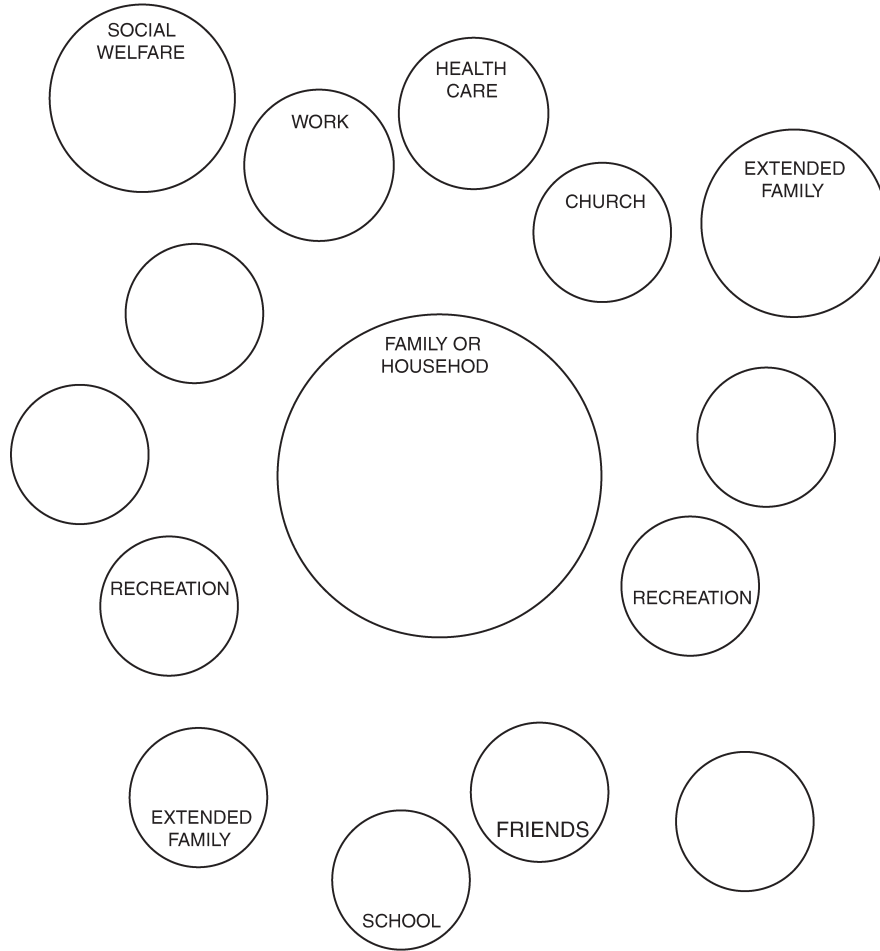 SOCIAL
WELFARE
WORK
HEALTH
CARE
CHURCH
EXTENDED
FAMILY
FAMILY OR
HOUSEHOD
RECREATION
RECREATION
EXTENDED
FAMILY
FRIENDS
SCHOOL